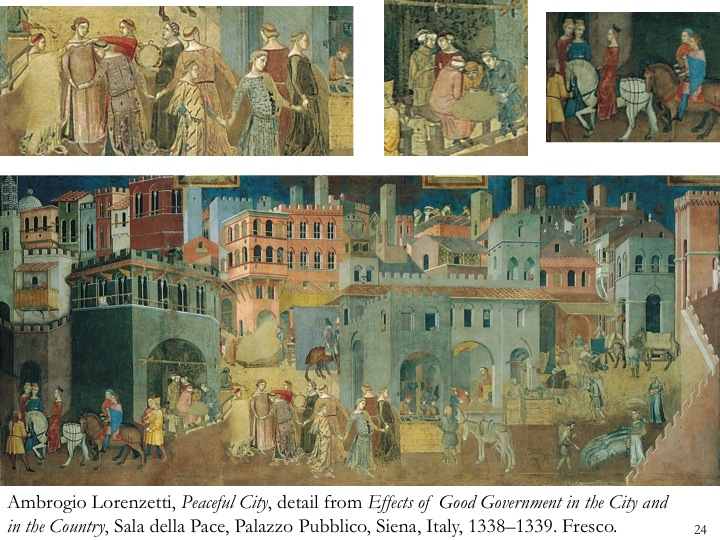 Ambrogio Lorenzetti, Peaceful City, detail from Effects of Good Government in the City and
in the Country, Sala della Pace, Palazzo Pubblico, Siena, Italy, 1338–1339. Fresco.
24